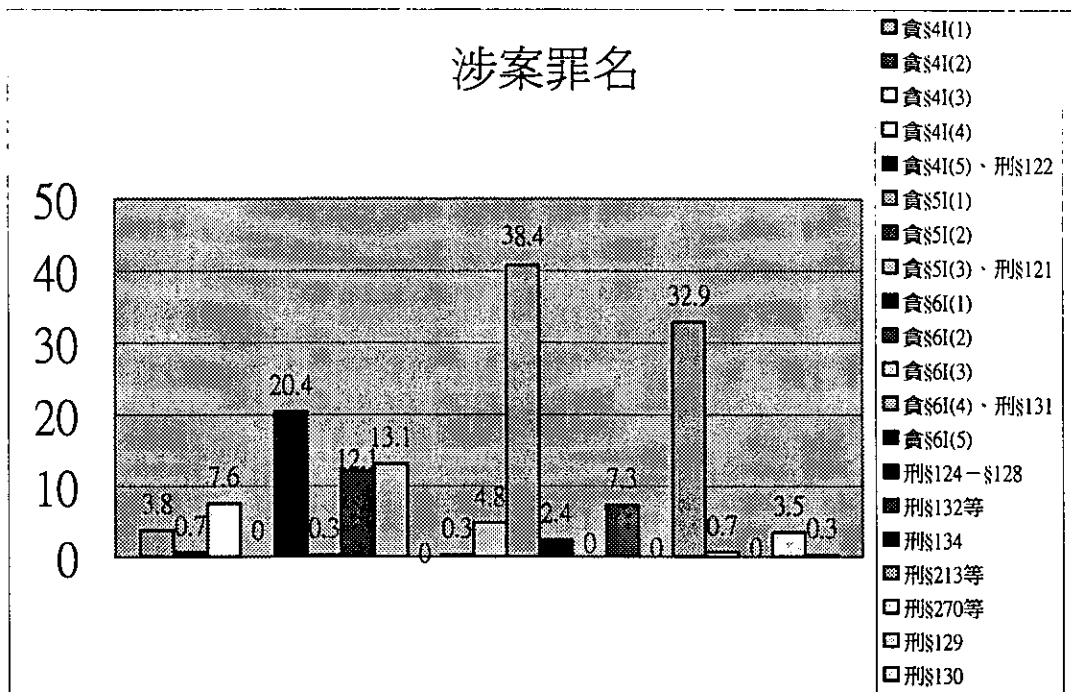 涉案罪名
50
40
30
20
10
0
3.8
0.7
7.6
0
20.4
0.3
12.1
13.1
0
0.3
4.8
38.4
2.4
0
7.3
0
32.9
0.7
0
3.5
0.3
貪§4I(1)
貪§4I(2)
貪§4I(3)
貪§4I(4)
貪§4I(5)、刑§122
貪§5I(1)
貪§5I(2)
貪§5I(3)、刑§121
貪§6I(1)
貪§6I(2)
貪§6I(3)
貪§6I(4)、刑§131
貪§6I(5)
刑§124－§128
刑§132等
刑§134
刑§213等
刑§270等
刑§129
刑§130